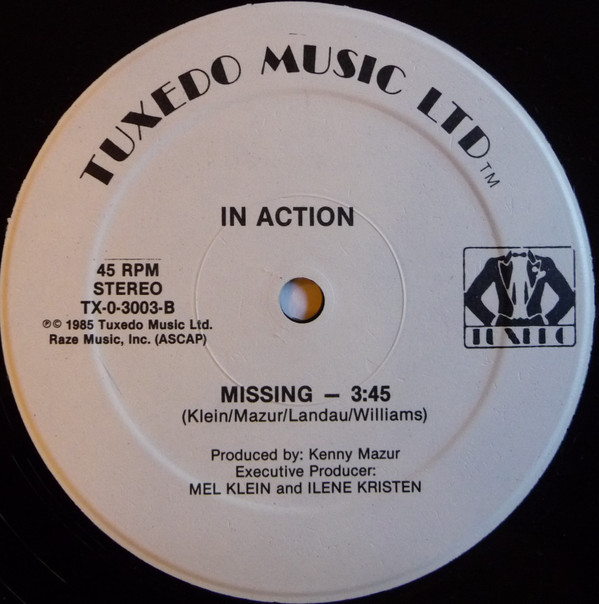 TUXEDO MUSIC LTD™
IN ACTION
45 RPM
STEREO
TX-0-3003-B
℗© 1985 Tuxedo Music Ltd.
Raze Music, Inc. (ASCAP)
TUXEDO
MISSING – 3:45
(Klein/Mazur/Landau/Williams)
Produced by: Kenny Mazur
Executive Producer:
MEL KLEIN and ILENE KRISTEN